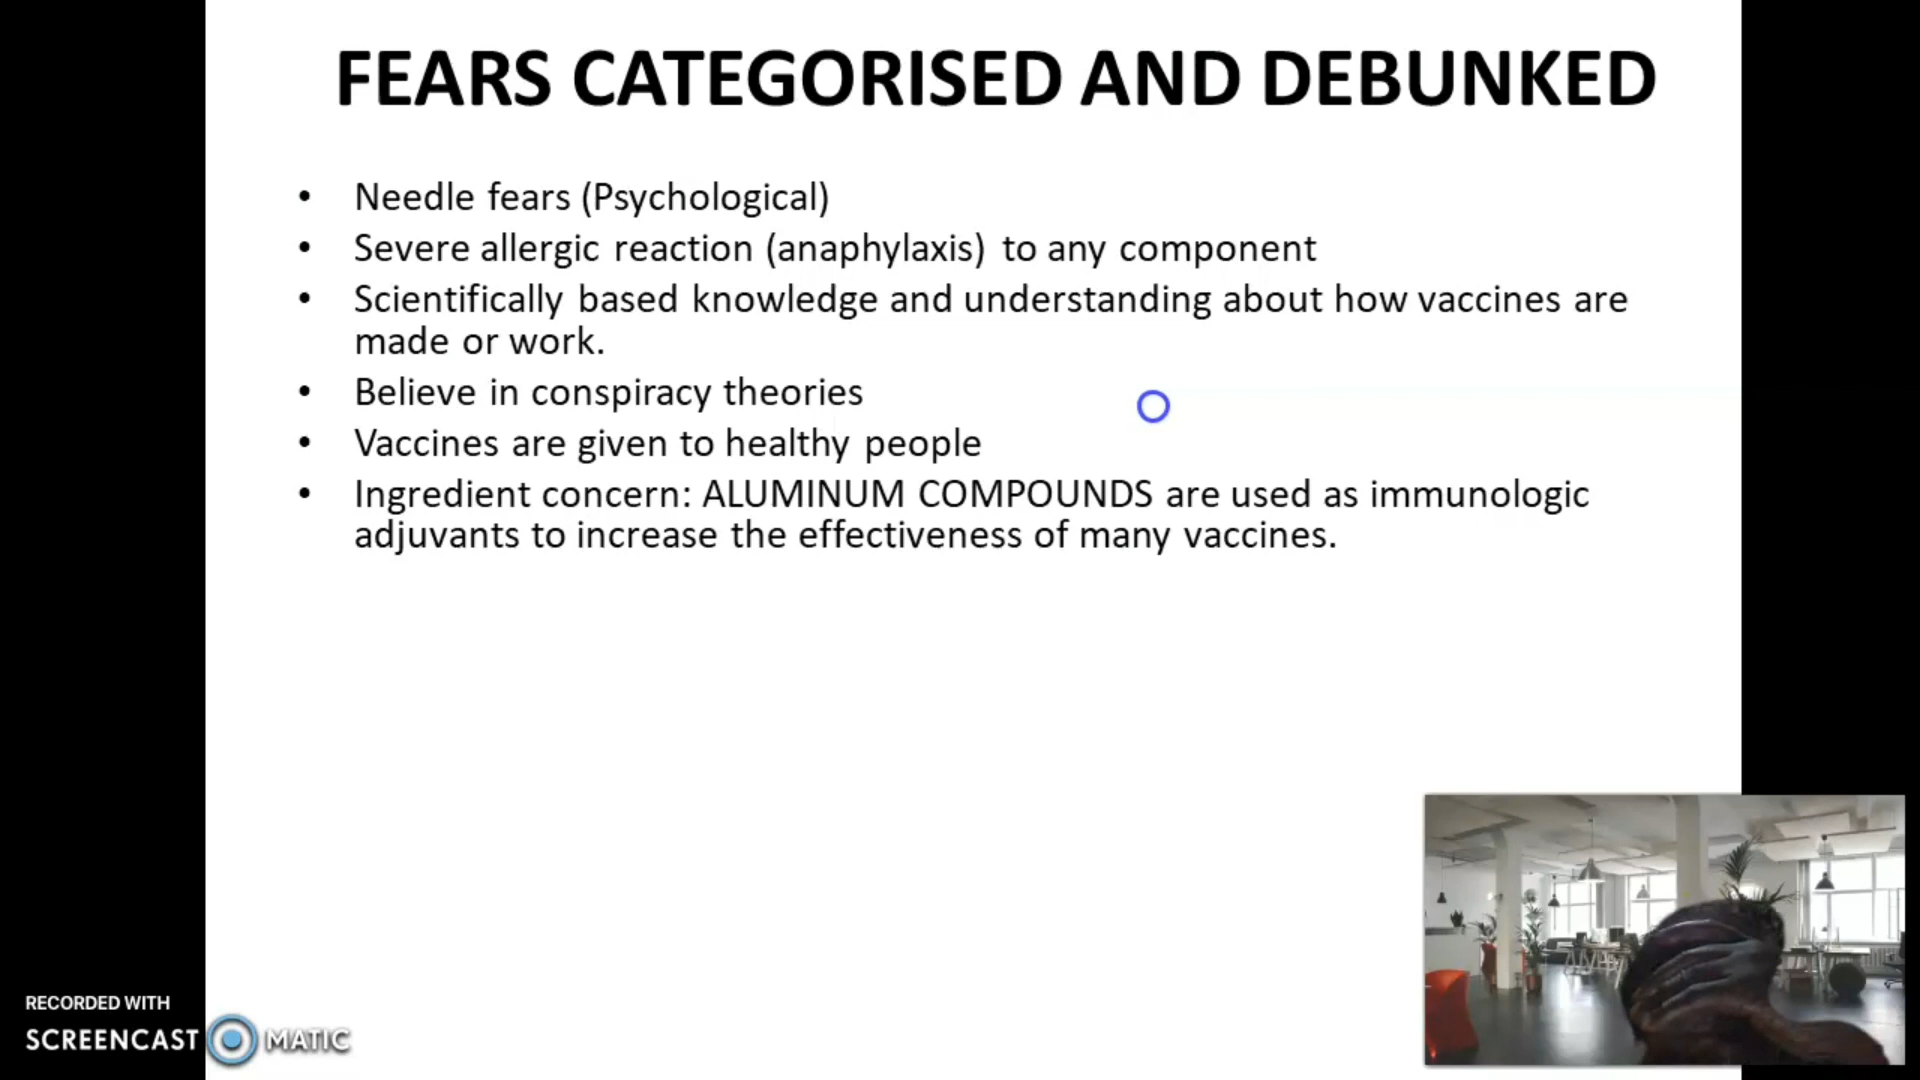 FEARS CATEGORISED AND DEBUNKED
• Needle fears (Psychological)
• Severe allergic reaction (anaphylaxis) to any component
• Scientifically based knowledge and understanding about how vaccines are
made or work.
• Believe in conspiracy theories
• Vaccines are given to healthy people
• Ingredient concern: ALUMINUM COMPOUNDS are used as immunologic
adjuvants to increase the effectiveness of many vaccines.
RECORDED WITH
SCREENCAST MATIC